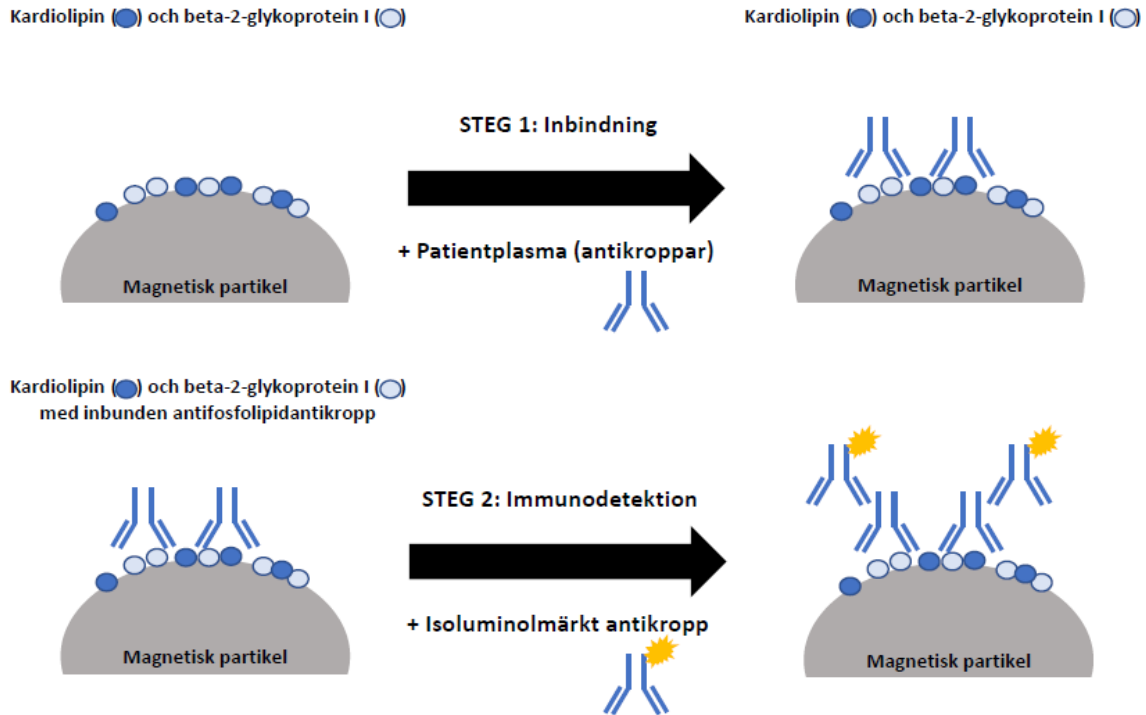 Kardiolipin () och beta-2-glykoprotein I ()
Kardiolipin () och beta-2-glykoprotein I ()
STEG 1: Inbindning
+ Patientplasma (antikroppar)
Magnetisk partikel
Magnetisk partikel
Kardiolipin () och beta-2-glykoprotein I ()
med inbunden antifosfolipidantikropp
STEG 2: Immunodetektion
+ Isoluminolmärkt antikropp
Magnetisk partikel
Magnetisk partikel